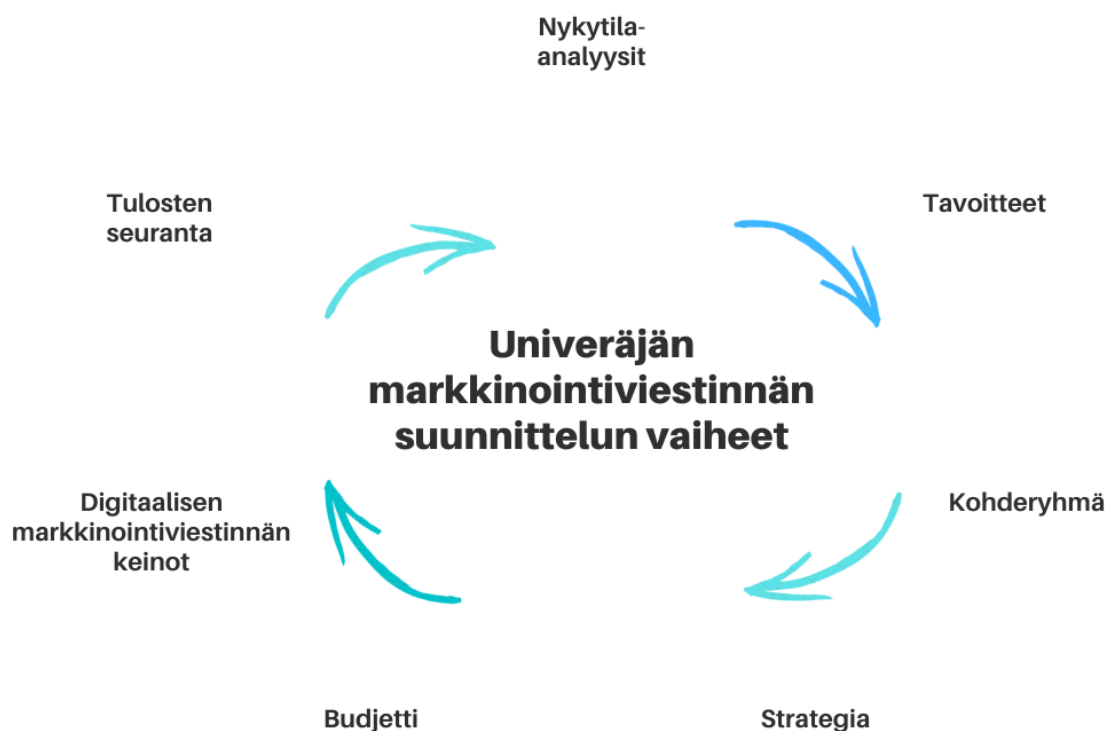 Nykytila-
analyysit
Tulosten
seuranta
Tavoitteet
Univeräjän
markkinointiviestinnän
suunnittelun vaiheet
Digitaalisen
markkinointiviestinnän
keinot
Kohderyhmä
Budjetti
Strategia